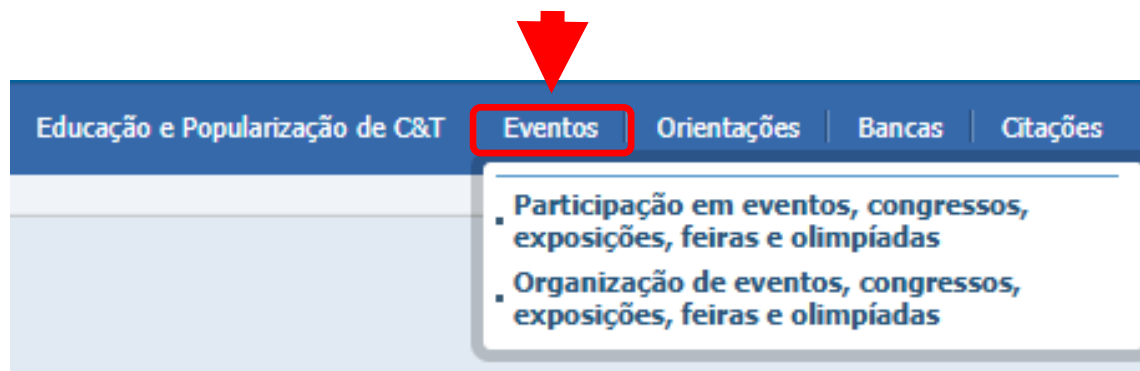 Educação e Popularização de C&T Eventos Orientações Bancas Citações
Participação em eventos, congressos,
exposições, feiras e olimpíadas
Organização de eventos, congressos,
exposições, feiras e olimpíadas